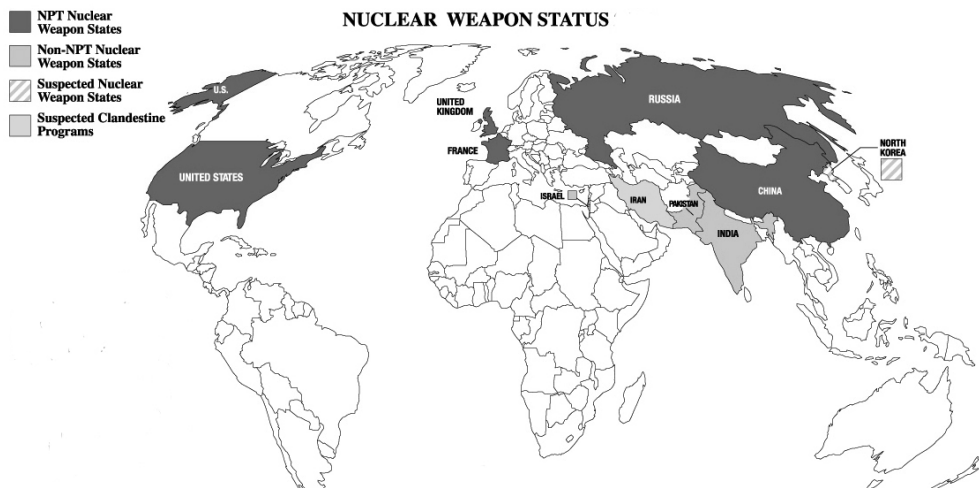 NUCLEAR WEAPON STATUS
NPT Nuclear
Weapon States
Non-NPT Nuclear
Weapon States
Suspected Nuclear
Weapon States
Suspected Clandestine
Programs
U.S.
UNITED STATES
UNITED
KINGDOM
FRANCE
RUSSIA
NORTH
KOREA
CHINA
ISRAEL
IRAN
PAKISTAN
INDIA